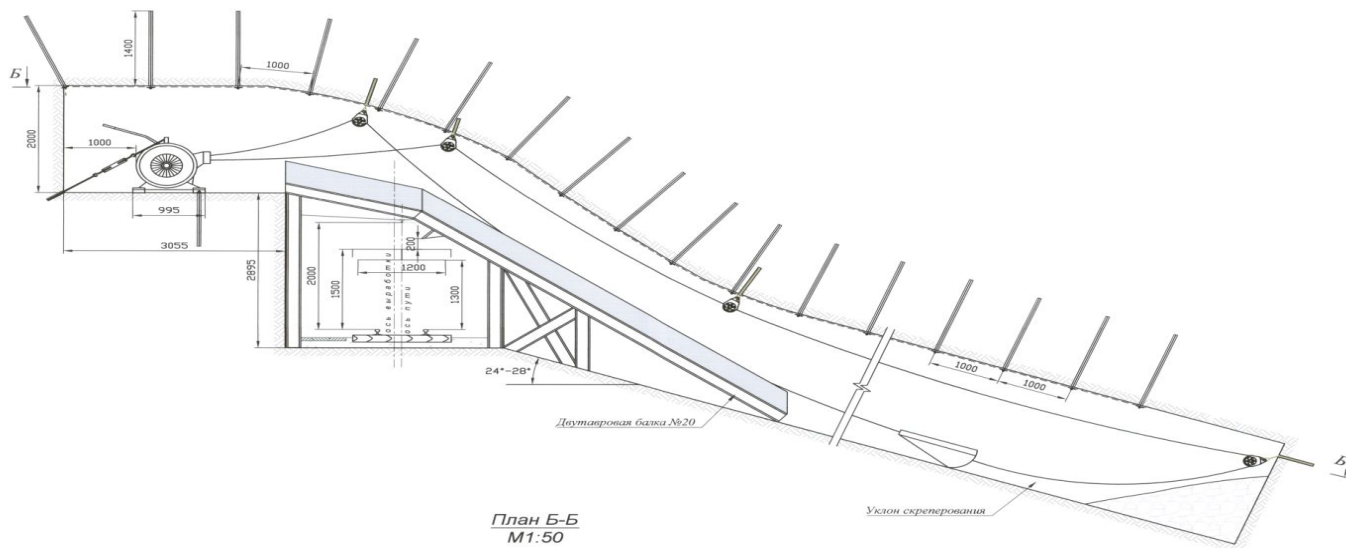 1400
1000
Б
2000
1000
995
3055
2895
2000
1500
200
1200
1300
ось выработки
ось пути
24°-28°
Двутавровая балка №20
1000
1000
Уклон скреперования
Б
План Б-Б
М1:50